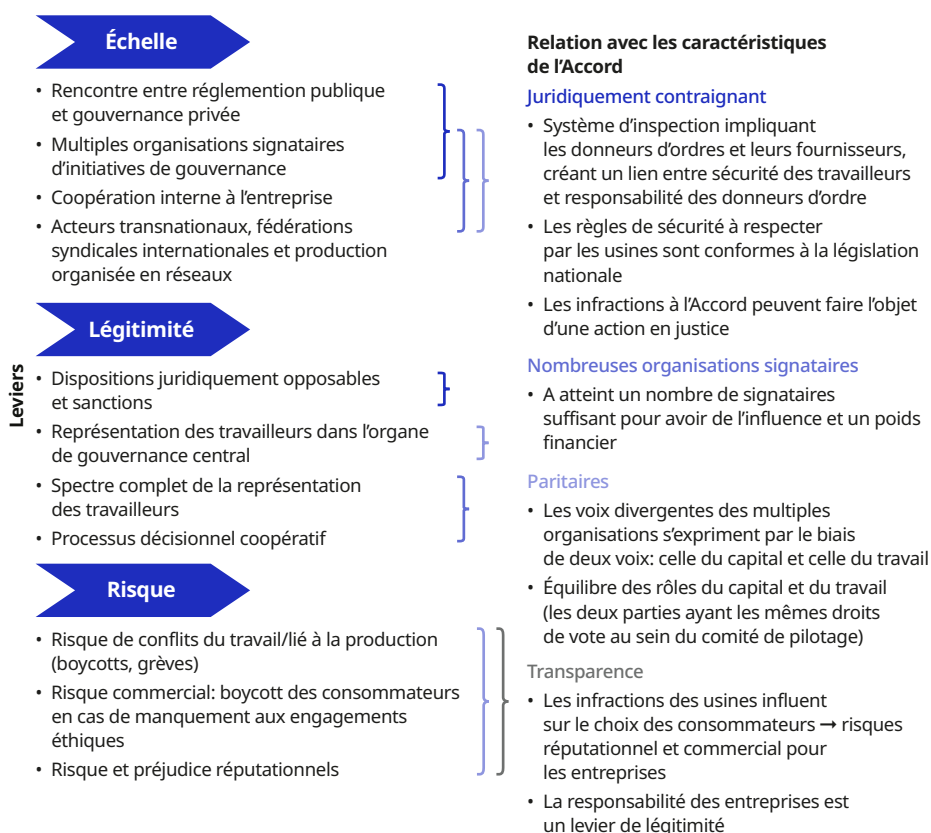 Échelle
• Rencontre entre réglemention publique
et gouvernance privée
• Multiples organisations signataires
d’initiatives de gouvernance
• Coopération interne à l’entreprise
• Acteurs transnationaux, fédérations
syndicales internationales et production
organisée en réseaux
Légitimité
Leviers
• Dispositions juridiquement opposables
et sanctions
• Représentation des travailleurs dans l’organe
de gouvernance central
• Spectre complet de la représentation
des travailleurs
• Processus décisionnel coopératif
Risque
• Risque de conflits du travail/lié à la production
(boycotts, grèves)
• Risque commercial: boycott des consommateurs
en cas de manquement aux engagements
éthiques
• Risque et préjudice réputationnels
Relation avec les caractéristiques
de l’Accord
Juridiquement contraignant
• Système d’inspection impliquant
les donneurs d’ordres et leurs fournisseurs,
créant un lien entre sécurité des travailleurs
et responsabilité des donneurs d’ordre
• Les règles de sécurité à respecter
par les usines sont conformes à la législation
nationale
• Les infractions à l’Accord peuvent faire l’objet
d’une action en justice
Nombreuses organisations signataires
• A atteint un nombre de signataires
suffisant pour avoir de l’influence et un poids
financier
Paritaires
• Les voix divergentes des multiples
organisations s’expriment par le biais
de deux voix: celle du capital et celle du travail
• Équilibre des rôles du capital et du travail
(les deux parties ayant les mêmes droits
de vote au sein du comité de pilotage)
Transparence
• Les infractions des usines influent
sur le choix des consommateurs → risques
réputationnel et commercial pour
les entreprises
• La responsabilité des entreprises est
un levier de légitimité